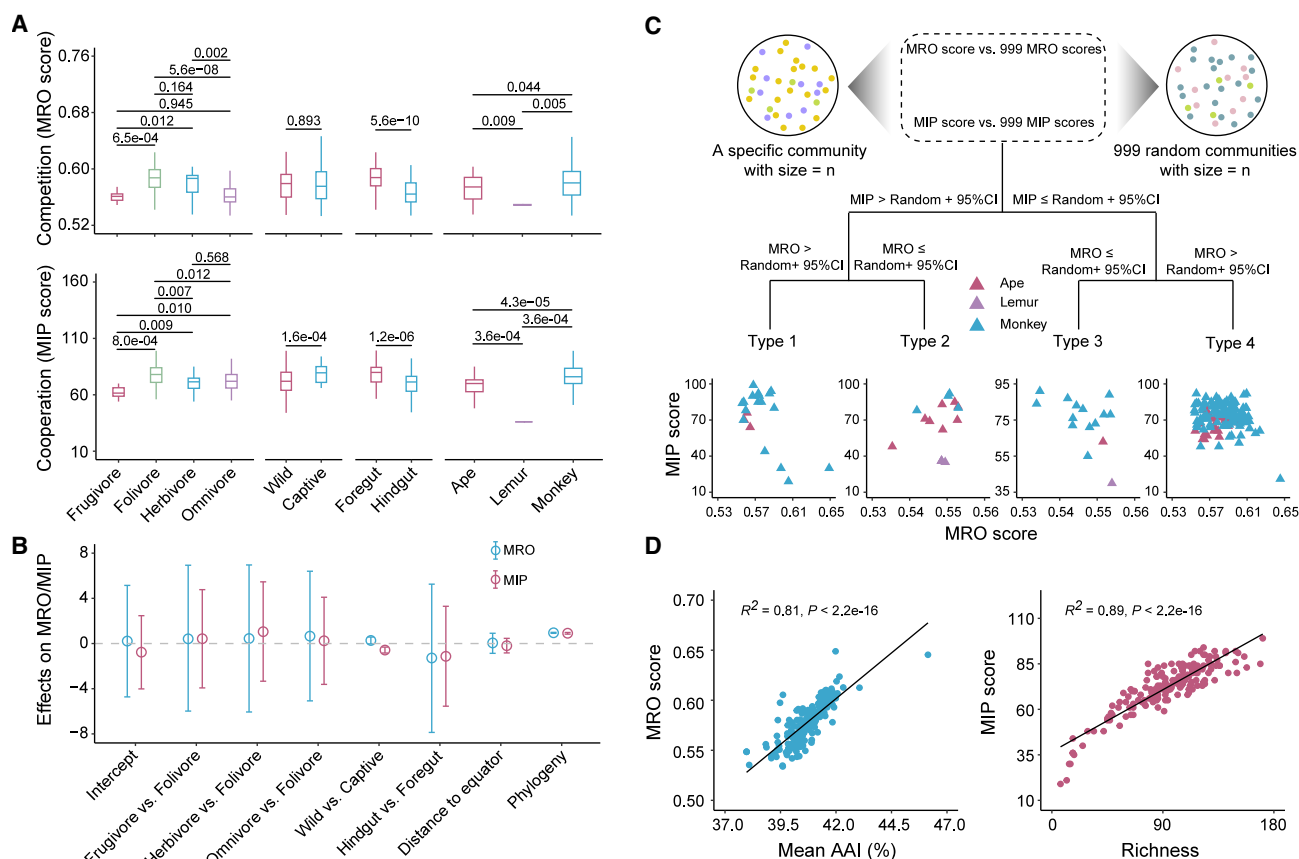 A
Competition (MRO score)
0.76
0.68
0.60
0.52
0.002
5.6e−08
0.164
0.945
0.012
6.5e−04
0.893
5.6e−10
0.044
0.005
0.009
Cooperation (MIP score)
160
110
60
10
0.568
0.012
0.007
0.010
0.009
8.0e−04
1.6e−04
1.2e−06
4.3e−05
3.6e−04
3.6e−04
Frugivore
Folivore
Herbivore
Omnivore
Wild
Captive
Foregut
Hindgut
Ape
Lemur
Monkey
B
Effects on MRO/MIP
8
4
0
−4
−8
MRO
MIP
Intercept
Frugivore vs. Folivore
Herbivore vs. Folivore
Omnivore vs. Folivore
Wild vs. Captive
Hindgut vs. Foregut
Distance to equator
Phylogeny
C
MRO score vs. 999 MRO scores
MIP score vs. 999 MIP scores
A specific community
with size = n
999 random communities
with size = n
MIP > Random + 95%CI
MIP ≤ Random + 95%CI
MRO >
Random+ 95%CI
MRO ≤
Random+ 95%CI
MRO ≤
Random+ 95%CI
MRO >
Random+ 95%CI
Ape
Lemur
Monkey
Type 1
Type 2
Type 3
Type 4
MIP score
100
70
40
10
0.53 0.57 0.61 0.65
100
70
40
10
0.53 0.54 0.55 0.56
95
75
55
35
0.53 0.54 0.55 0.56
100
70
40
10
0.53 0.57 0.61 0.65
MRO score
D
MRO score
0.70
0.65
0.60
0.55
0.50
R2 = 0.81, P < 2.2e-16
37.0 39.5 42.0 44.5 47.0
Mean AAI (%)
MIP score
110
85
60
35
10
R2 = 0.89, P < 2.2e-16
0 90 180
Richness